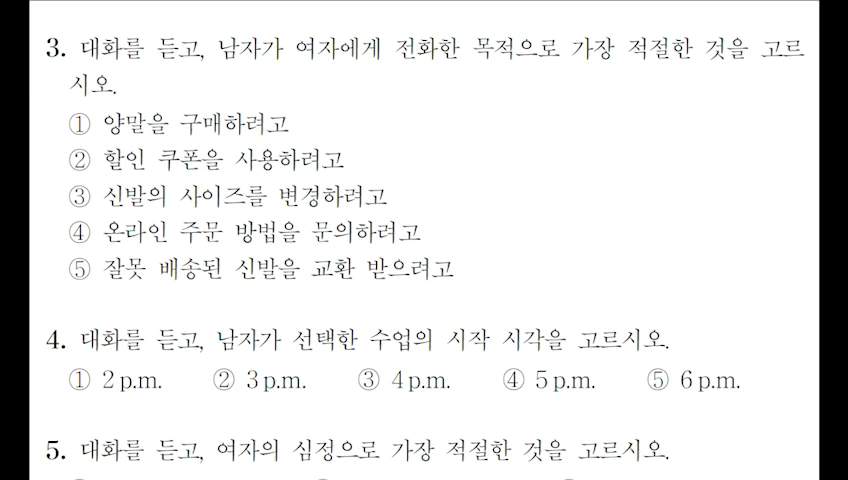 3. 대화를 듣고, 남자가 여자에게 전화한 목적으로 가장 적절한 것을 고르
시오.
① 양말을 구매하려고
② 할인 쿠폰을 사용하려고
③ 신발의 사이즈를 변경하려고
④ 온라인 주문 방법을 문의하려고
⑤ 잘못 배송된 신발을 교환 받으려고
4. 대화를 듣고, 남자가 선택한 수업의 시작 시각을 고르시오.
① 2 p.m. ② 3 p.m. ③ 4 p.m. ④ 5 p.m. ⑤ 6 p.m.
5. 대화를 듣고, 여자의 심정으로 가장 적절한 것을 고르시오.